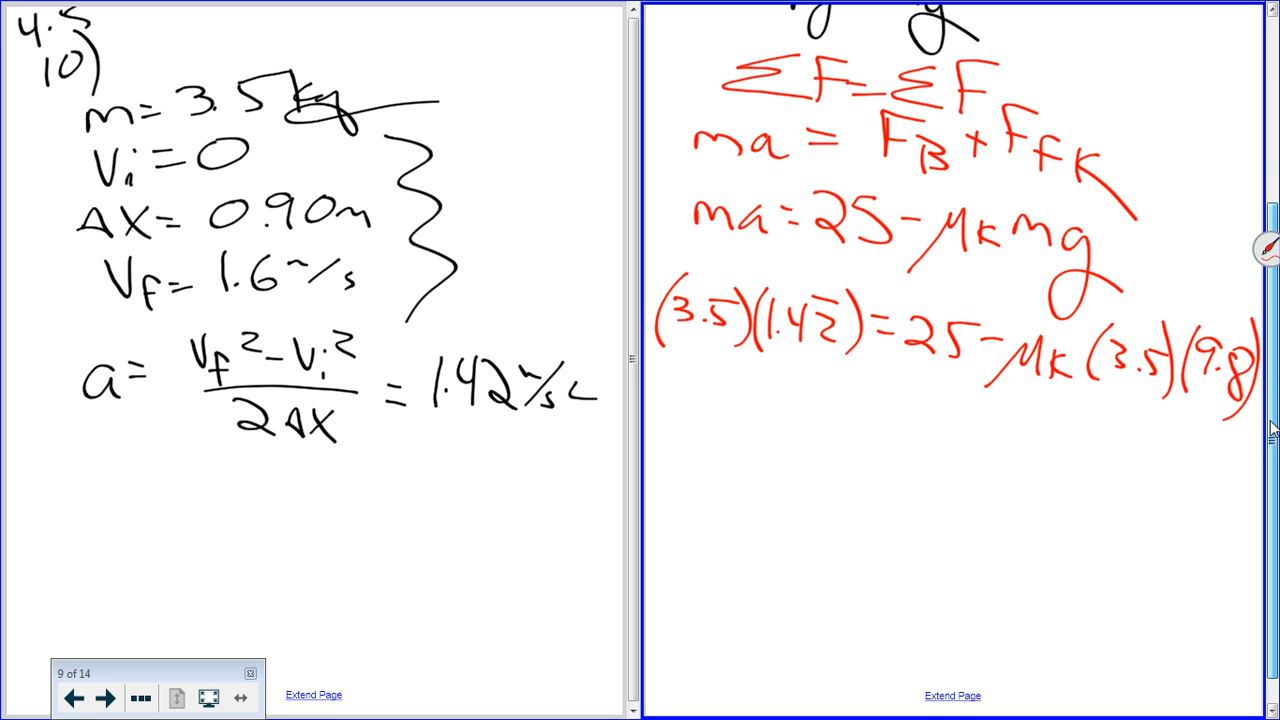 4.5
10)
m = 3.5 kg
Vi = 0
ΔX = 0.90m
Vf = 1.6 m/s
a = (Vf² - Vi²) / 2ΔX = 1.42 m/s²
ΣF = ΣF
ma = FB + FfK
ma = 25 - μK mg
(3.5)(1.42) = 25 - μK (3.5)(9.8)
9 of 14
Extend Page
Extend Page